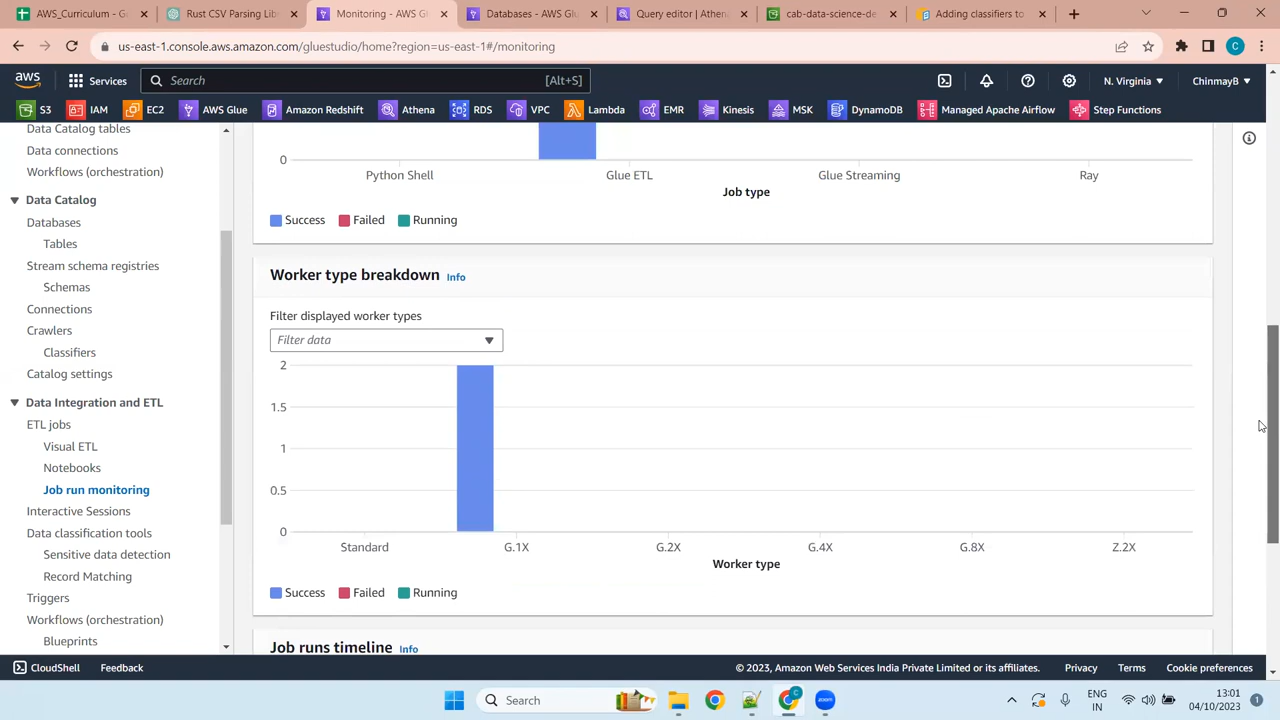 AWS_Curriculum - G
Rust CSV Parsing Lib
Monitoring - AWS G
Databases - AWS Glu
Query editor | Athen
cab-data-science-d
Adding classifiers to
us-east-1.console.aws.amazon.com/gluestudio/home?region=us-east-1#/monitoring
C
aws
Services
Search
[Alt+S]
N. Virginia
ChinmayB
S3
IAM
EC2
AWS Glue
Amazon Redshift
Athena
RDS
VPC
Lambda
EMR
Kinesis
MSK
DynamoDB
Managed Apache Airflow
Step Functions
Data Catalog tables
Data connections
Workflows (orchestration)
Data Catalog
Databases
Tables
Stream schema registries
Schemas
Connections
Crawlers
Classifiers
Catalog settings
Data Integration and ETL
ETL jobs
Visual ETL
Notebooks
Job run monitoring
Interactive Sessions
Data classification tools
Sensitive data detection
Record Matching
Triggers
Workflows (orchestration)
Blueprints
0
Python Shell
Glue ETL
Glue Streaming
Ray
Job type
Success
Failed
Running
Worker type breakdown
Info
Filter displayed worker types
Filter data
2
1.5
1
0.5
0
Standard
G.1X
G.2X
G.4X
G.8X
Z.2X
Worker type
Success
Failed
Running
Job runs timeline
Info
CloudShell
Feedback
© 2023, Amazon Web Services India Private Limited or its affiliates.
Privacy
Terms
Cookie preferences
Search
C
zoom
ENG
IN
13:01
04/10/2023
1